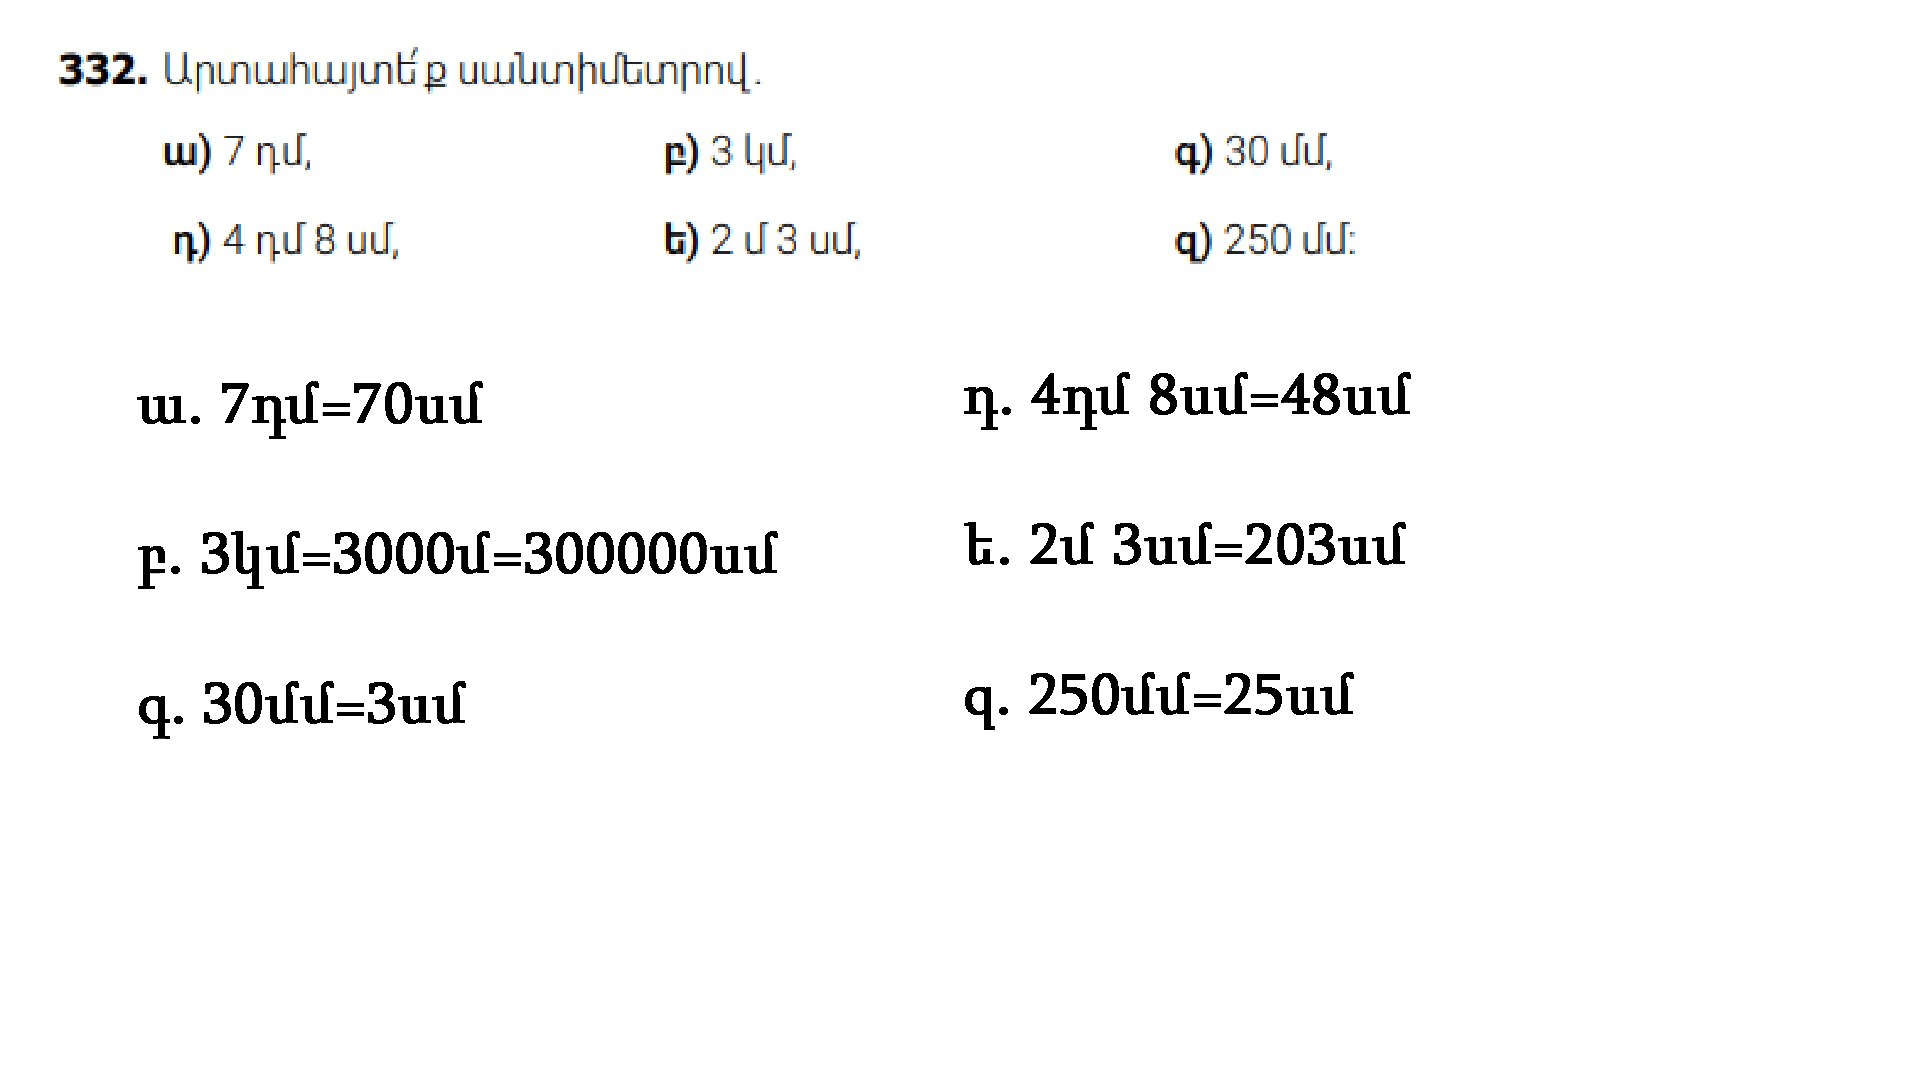 332. Արտահայտե՛ք սանտիմետրով.
ա) 7 դմ, բ) 3 կմ, գ) 30 մմ,
դ) 4 դմ 8 սմ, ե) 2 մ 3 սմ, զ) 250 մմ:
ա. 7դմ=70սմ
բ. 3կմ=3000մ=300000սմ
գ. 30մմ=3սմ
դ. 4դմ 8սմ=48սմ
ե. 2մ 3սմ=203սմ
զ. 250մմ=25սմ